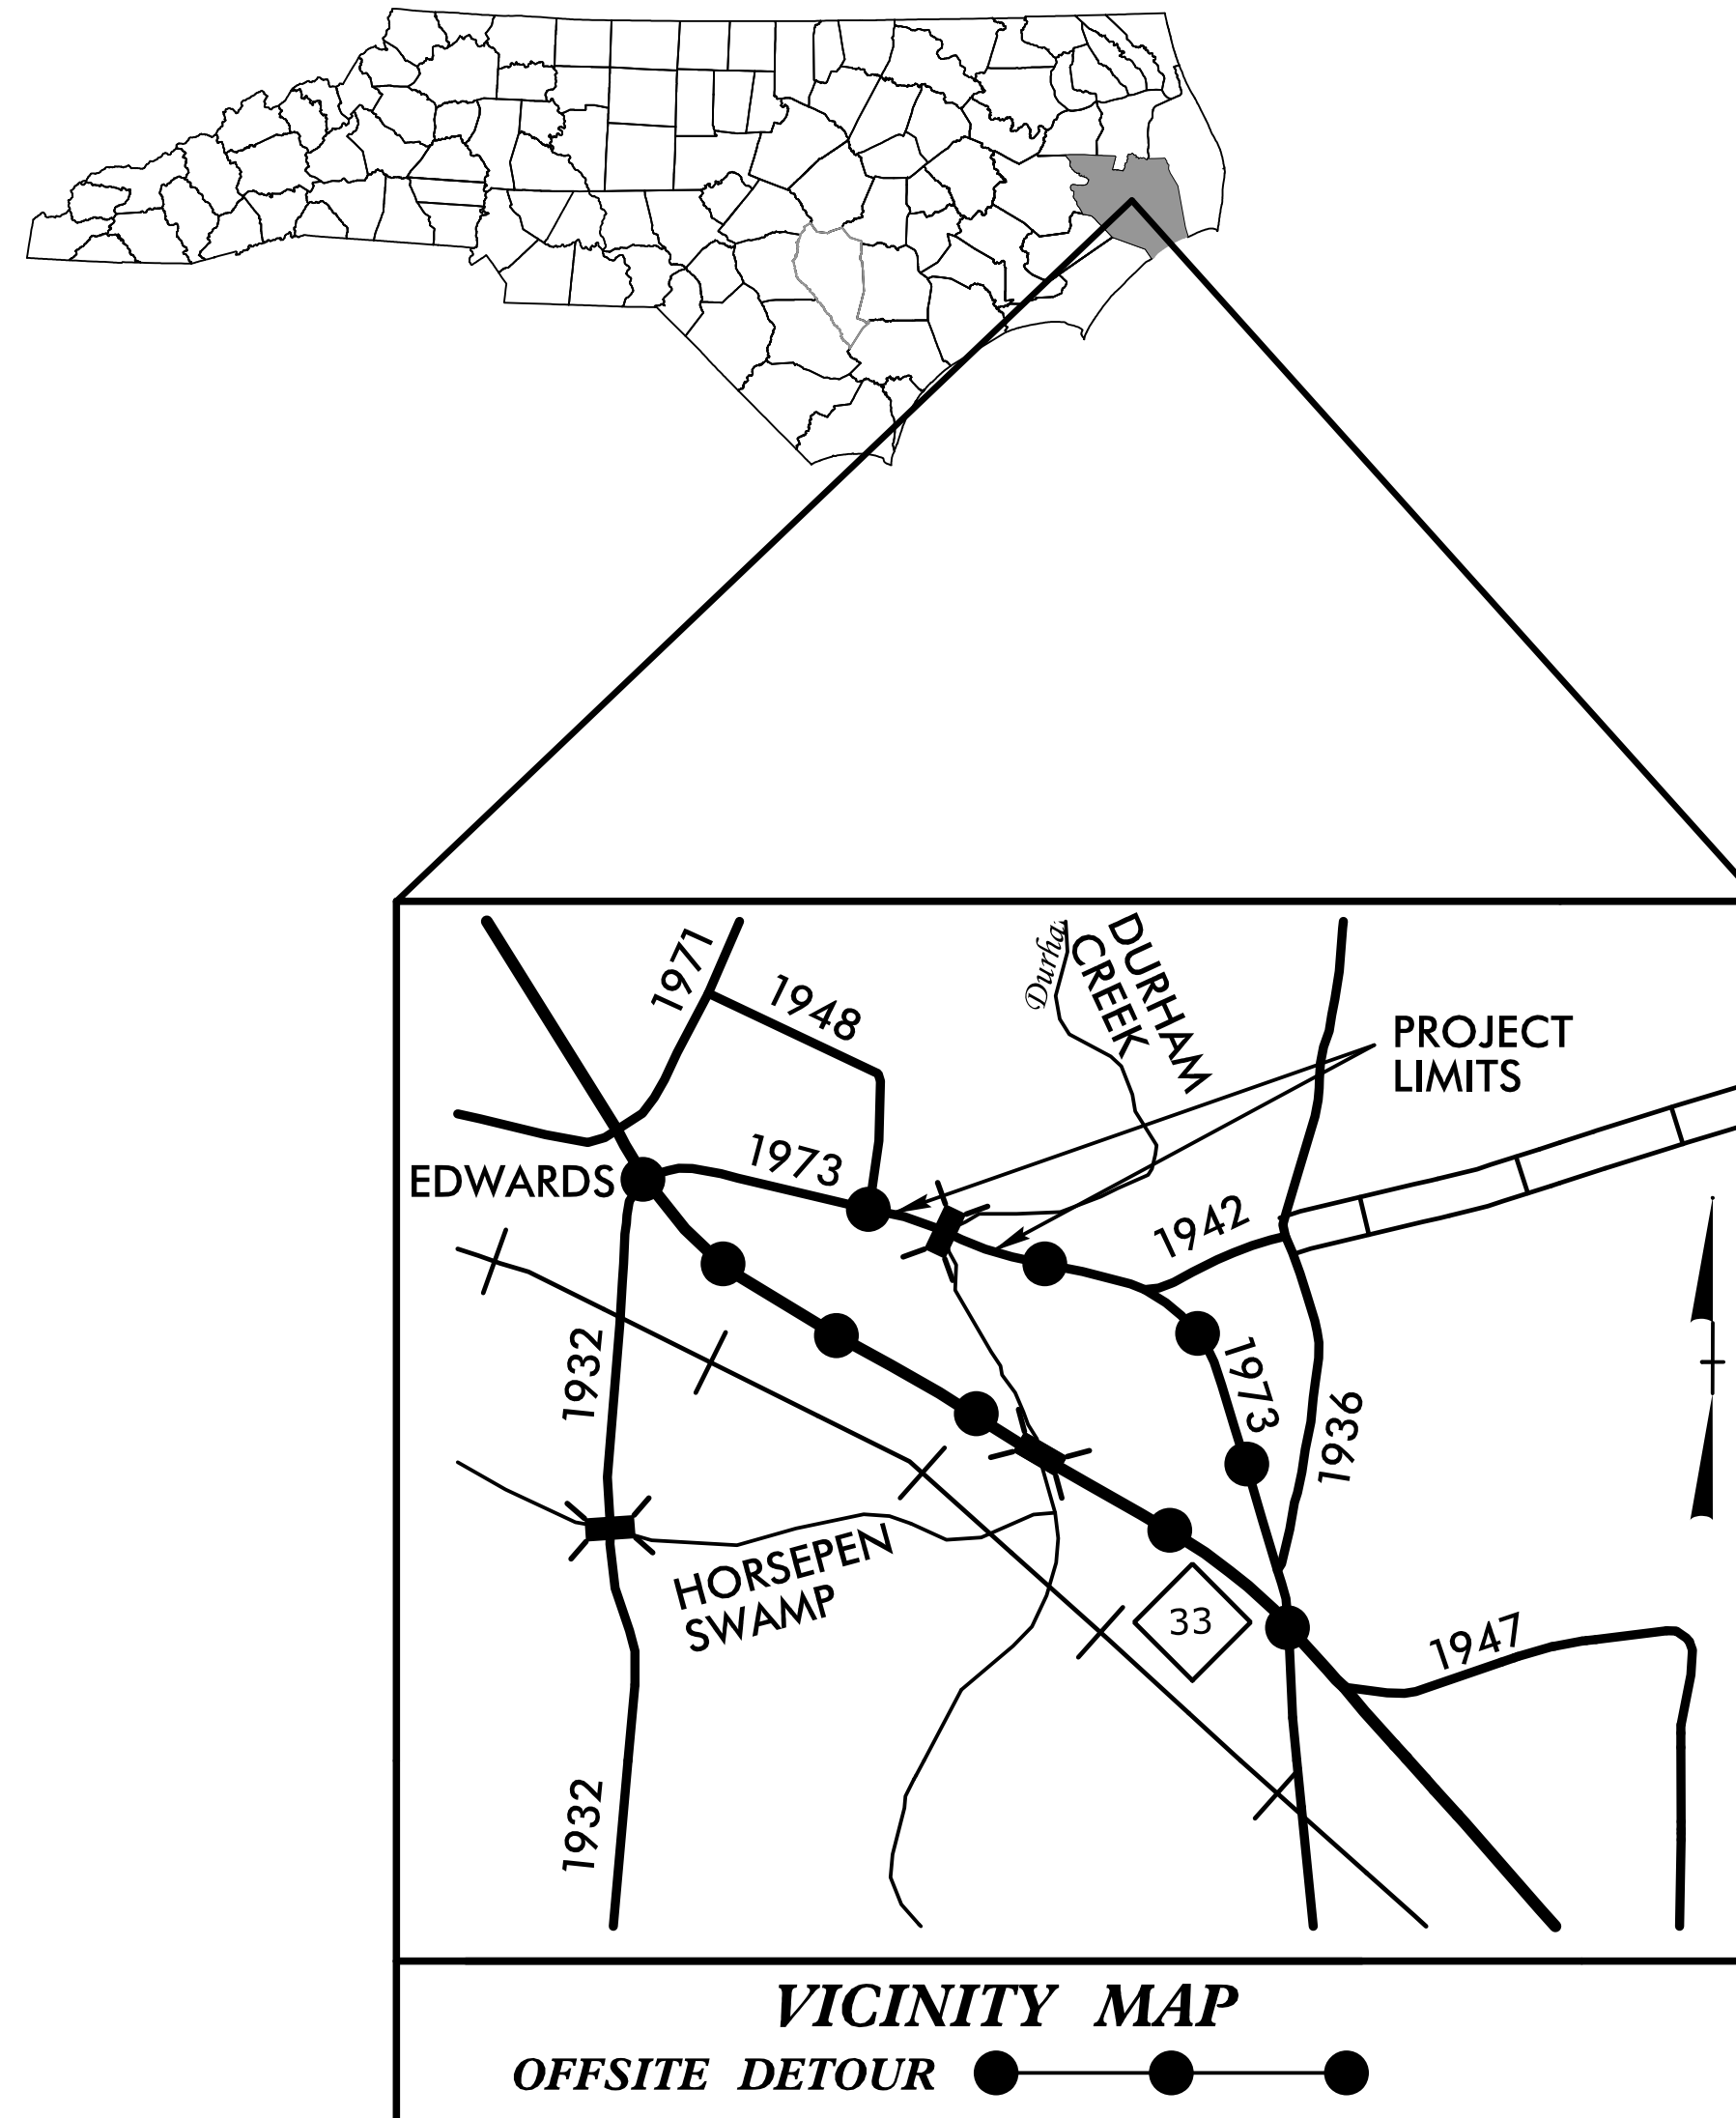 1971
1948
Durha
DURHAM
CREEK
PROJECT
LIMITS
1973
EDWARDS
1942
1932
1973
1936
HORSEPEN
SWAMP
33
1947
1932
VICINITY MAP
OFFSITE DETOUR